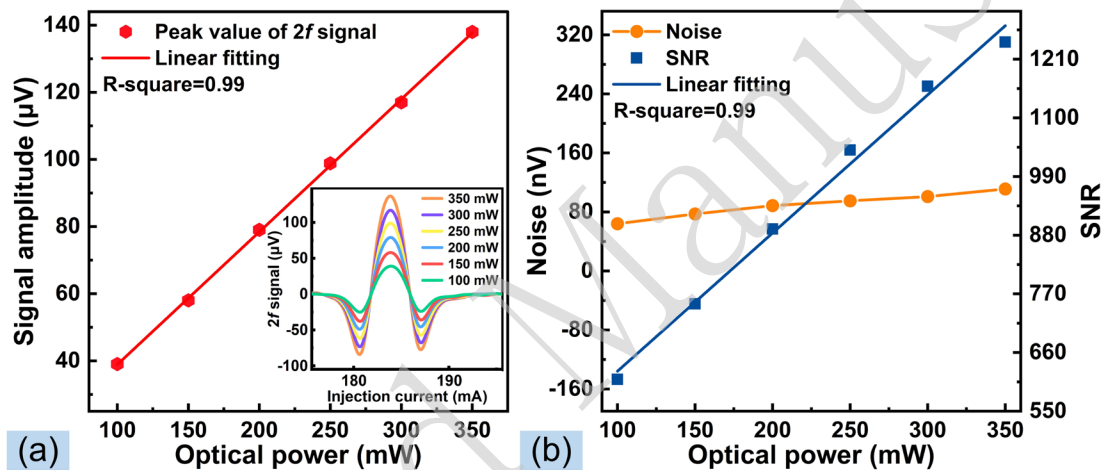 140
120
100
80
60
40
Signal amplitude (μV)
Peak value of 2f signal
Linear fitting
R-square=0.99
100
50
0
-50
-100
2f signal (μV)
350 mW
300 mW
250 mW
200 mW
150 mW
100 mW
180 190
Injection current (mA)
100 150 200 250 300 350
Optical power (mW)
(a)
320
240
160
80
0
-80
-160
Noise (nV)
Noise
SNR
Linear fitting
R-square=0.99
1210
1100
990
880
770
660
550
SNR
100 150 200 250 300 350
Optical power (mW)
(b)